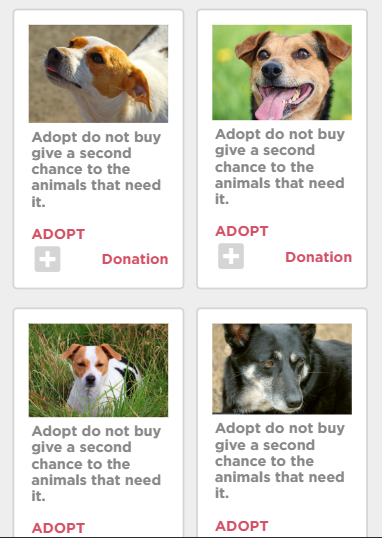 Adopt do not buy
give a second
chance to the
animals that need
it.
ADOPT
Donation
Adopt do not buy
give a second
chance to the
animals that need
it.
ADOPT
Donation
Adopt do not buy
give a second
chance to the
animals that need
it.
ADOPT
Adopt do not buy
give a second
chance to the
animals that need
it.
ADOPT